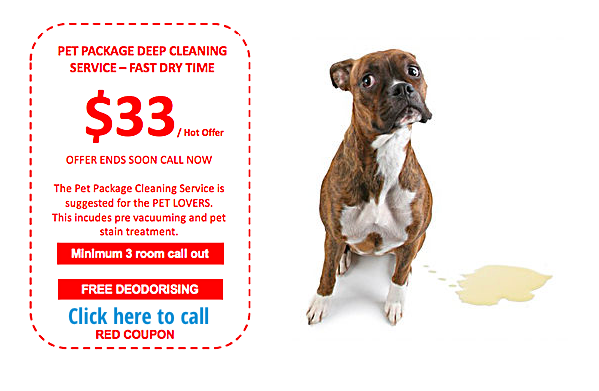 PET PACKAGE DEEP CLEANING
SERVICE – FAST DRY TIME
$33 / Hot Offer
OFFER ENDS SOON CALL NOW
The Pet Package Cleaning Service is
suggested for the PET LOVERS.
This incudes pre vacuuming and pet
stain treatment.
Minimum 3 room call out
FREE DEODORISING
Click here to call
RED COUPON